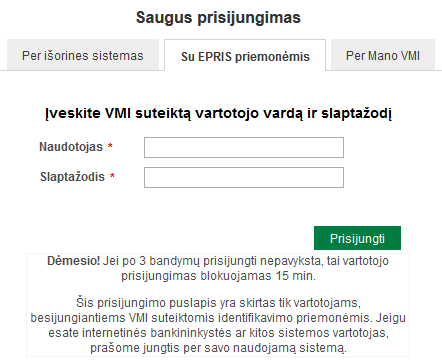 Saugus prisijungimas
Per išorines sistemas
Su EPRIS priemonėmis
Per Mano VMI
Įveskite VMI suteiktą vartotojo vardą ir slaptažodį
Naudotojas *
Slaptažodis *
Prisijungti
Dėmesio! Jei po 3 bandymų prisijungti nepavyksta, tai vartotojo
prisijungimas blokuojamas 15 min.
Šis prisijungimo puslapis yra skirtas tik vartotojams,
besijungiantiems VMI suteiktomis identifikavimo priemonėmis. Jeigu
esate internetinės bankininkystės ar kitos sistemos vartotojas,
prašome jungtis per savo naudojamą sistemą.